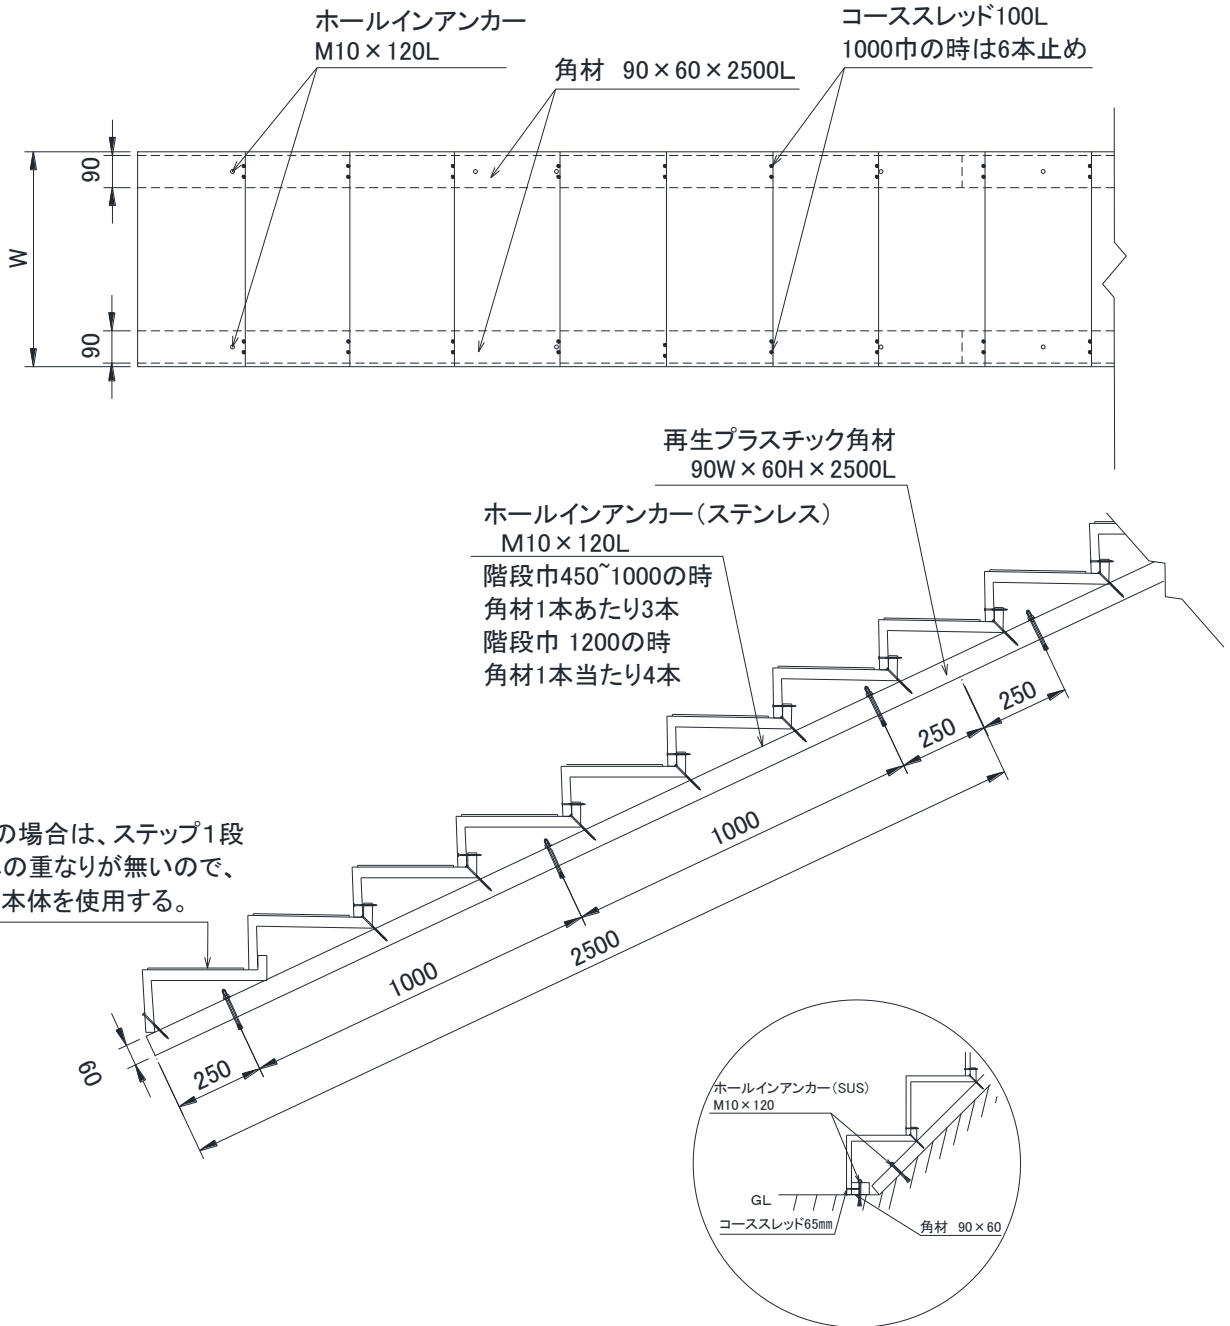 ホールインアンカー
M10×120L
角材 90×60×2500L
コーススレッド100L
1000巾の時は6本止め
90
W
90
再生プラスチック角材
90W×60H×2500L
ホールインアンカー(ステンレス)
M10×120L
階段巾450~1000の時
角材1本あたり3本
階段巾 1200の時
角材1本当たり4本
250
250
1000
2500
1000
250
60
の場合は、ステップ1段
の重なりが無いので、
本体を使用する。
ホールインアンカー(SUS)
M10×120
GL
コーススレッド65mm
角材 90×60